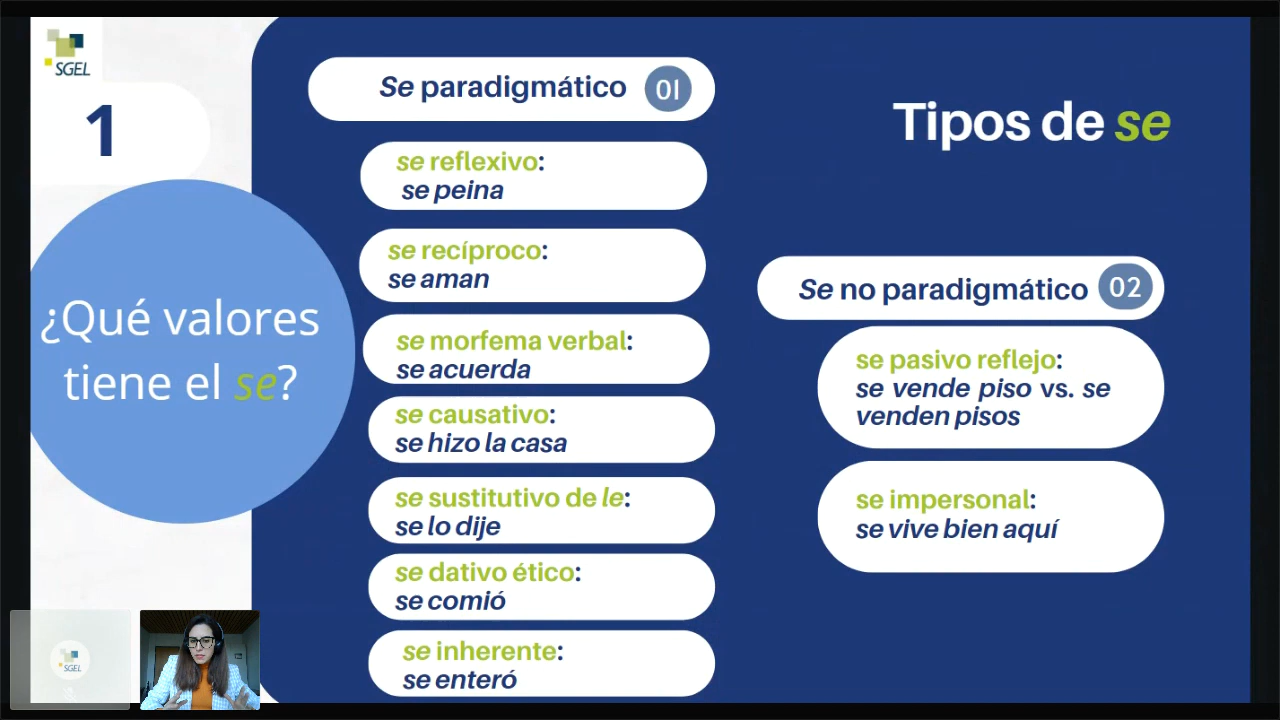 SGEL
1
¿Qué valores
tiene el se?
Se paradigmático 01
se reflexivo:
se peina
se recíproco:
se aman
se morfema verbal:
se acuerda
se causativo:
se hizo la casa
se sustitutivo de le:
se lo dije
se dativo ético:
se comió
se inherente:
se enteró
Tipos de se
Se no paradigmático 02
se pasivo reflejo:
se vende piso vs. se
venden pisos
se impersonal:
se vive bien aquí
SGEL